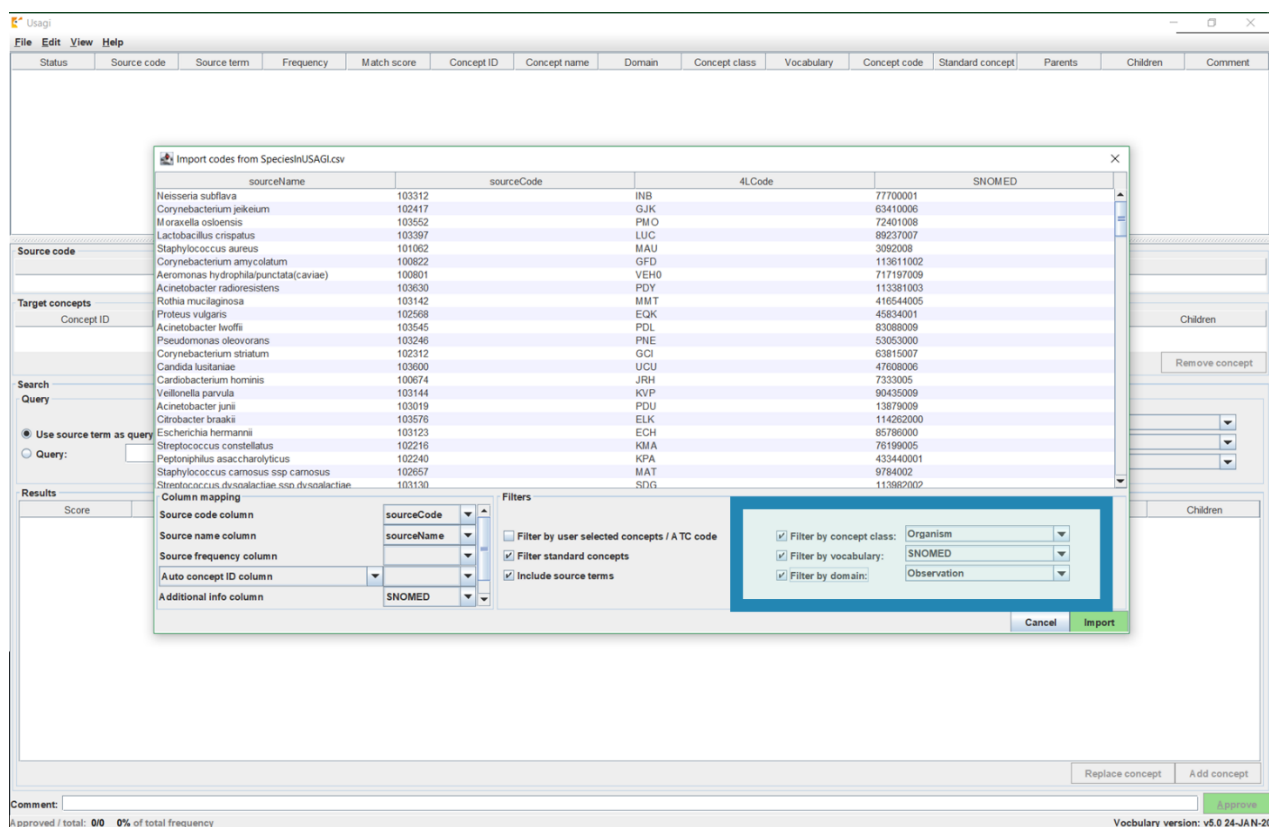 Usagi
File Edit View Help
Status Source code Source term Frequency Match score Concept ID Concept name Domain Concept class Vocabulary Concept code Standard concept Parents Children Comment
Import codes from SpeciesInUSAGI.csv
sourceName sourceCode 4LCode SNOMED
Neisseria subflava 103312 INB 77700001
Corynebacterium jeikeium 102417 GJK 63410006
Moraxella osloensis 103552 PMO 72401008
Lactobacillus crispatus 103397 LUC 89237007
Staphylococcus aureus 101062 MAU 3092008
Corynebacterium amycolatum 100822 GFD 113611002
Aeromonas hydrophila/punctata(caviae) 100801 VEH0 717197009
Acinetobacter radioresistens 103630 PDY 113381003
Rothia mucilaginosa 103142 MMT 416544005
Proteus vulgaris 102568 EQK 45834001
Acinetobacter lwoffii 103545 PDL 83088009
Pseudomonas oleovorans 103246 PNE 53053000
Corynebacterium striatum 102312 GCI 63815007
Candida lusitaniae 103600 UCU 47608006
Cardiobacterium hominis 100674 JRH 7333005
Veillonella parvula 103144 KVP 90435009
Acinetobacter junii 103019 PDU 13879009
Citrobacter braakii 103576 ELK 114262000
Escherichia hermannii 103123 ECH 85786000
Streptococcus constellatus 102216 KMA 76199005
Peptoniphilus asaccharolyticus 102240 KPA 433440001
Staphylococcus carnosus ssp carnosus 102657 MAT 9784002
Streptococcus dysgalactiae ssp dysgalactiae 103130 SDG 113982002
Source code
Target concepts
Concept ID Children
Remove concept
Search
Query
Use source term as query
Query:
Results
Score Children
Column mapping
Source code column sourceCode
Source name column sourceName
Source frequency column
Auto concept ID column
Additional info column SNOMED
Filters
Filter by user selected concepts / ATC code
Filter standard concepts
Include source terms
Filter by concept class: Organism
Filter by vocabulary: SNOMED
Filter by domain: Observation
Cancel Import
Replace concept Add concept
Comment: Approve
Approved / total: 0/0 0% of total frequency Vocbulary version: v5.0 24-JAN-20